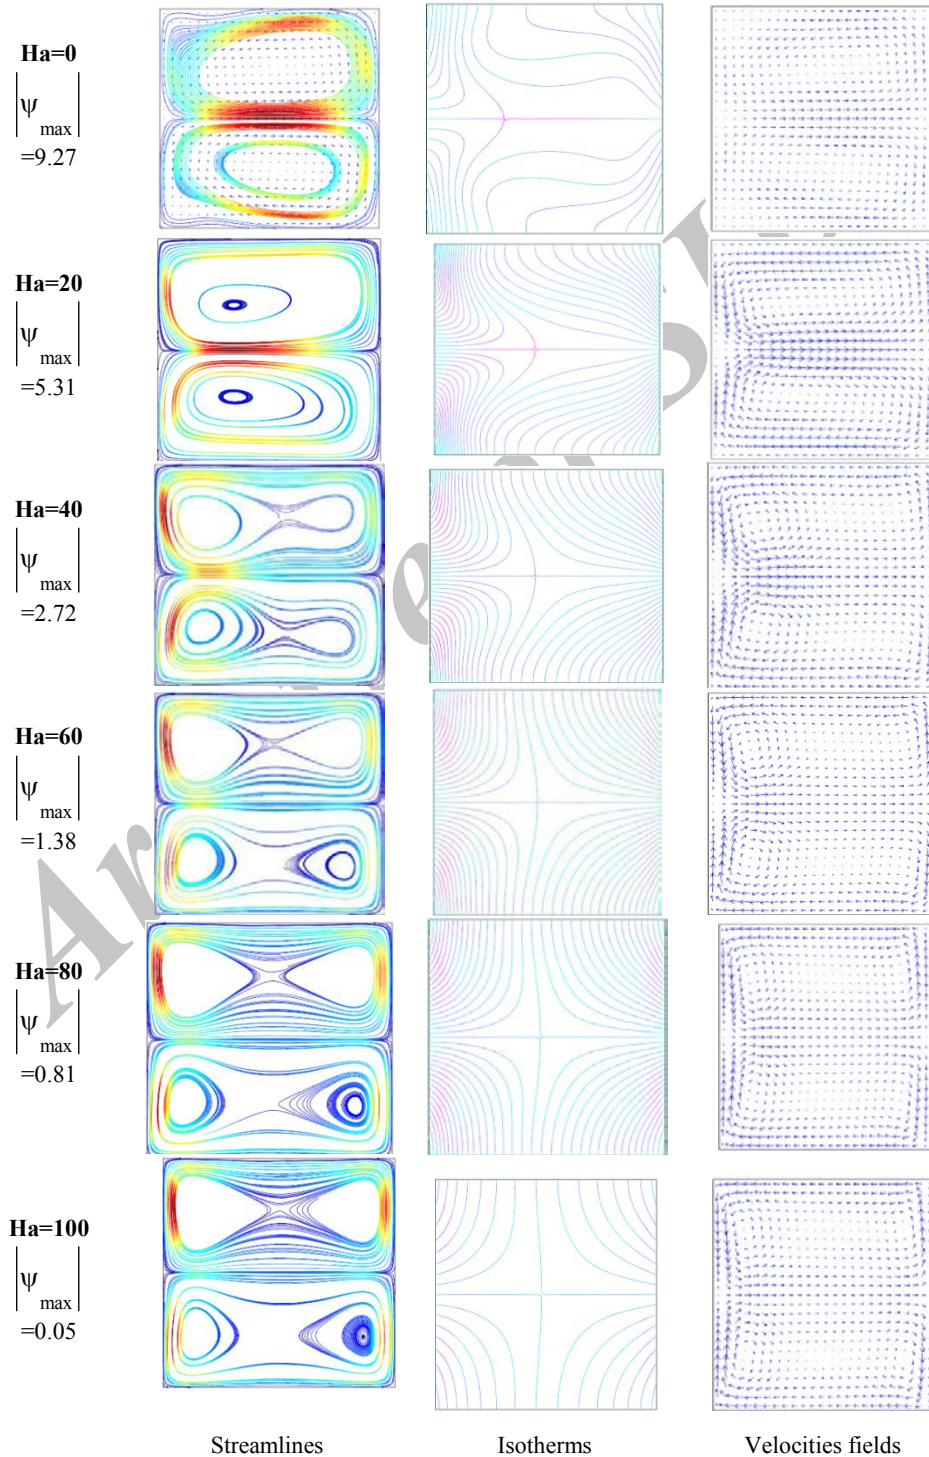 Ha=0
|ψ max|
=9.27
Ha=20
|ψ max|
=5.31
Ha=40
|ψ max|
=2.72
Ha=60
|ψ max|
=1.38
Ha=80
|ψ max|
=0.81
Ha=100
|ψ max|
=0.05
Streamlines Isotherms Velocities fields